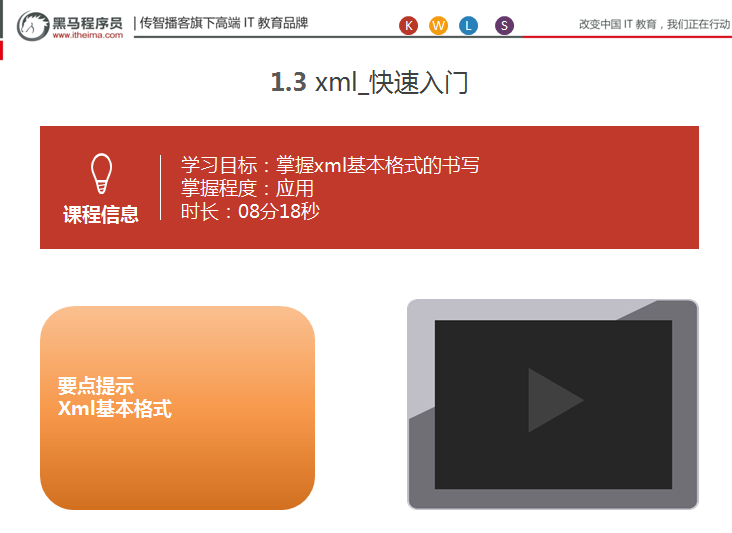 黑马程序员
www.itheima.com
传智播客旗下高端 IT 教育品牌
K W L S
改变中国 IT 教育，我们正在行动
1.3 xml_快速入门
课程信息
学习目标：掌握xml基本格式的书写
掌握程度：应用
时长：08分18秒
要点提示
Xml基本格式